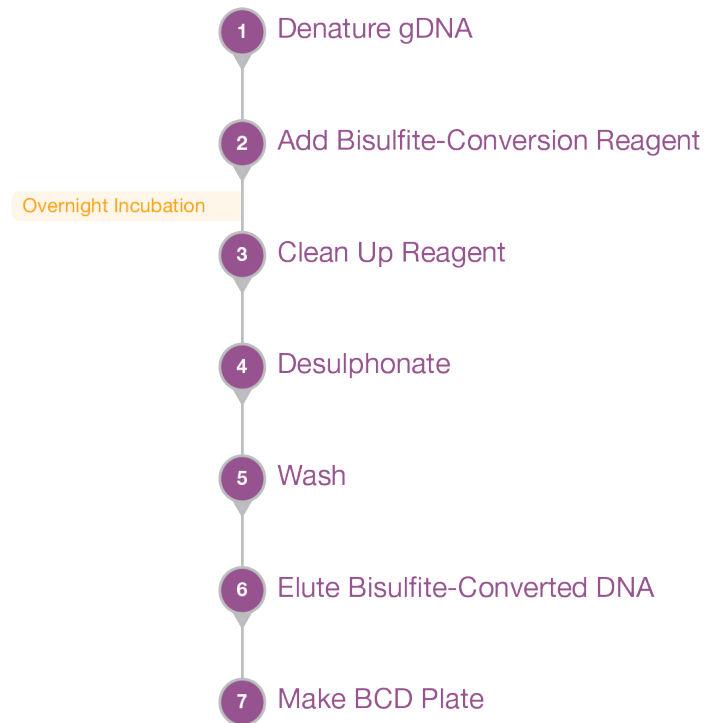 1 Denature gDNA
2 Add Bisulfite-Conversion Reagent
Overnight Incubation
3 Clean Up Reagent
4 Desulphonate
5 Wash
6 Elute Bisulfite-Converted DNA
7 Make BCD Plate